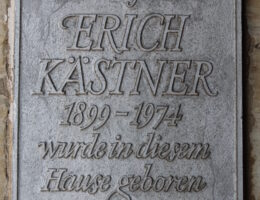 ERICH
KÄSTNER
1899-1974
wurde in diesem
Hause geboren